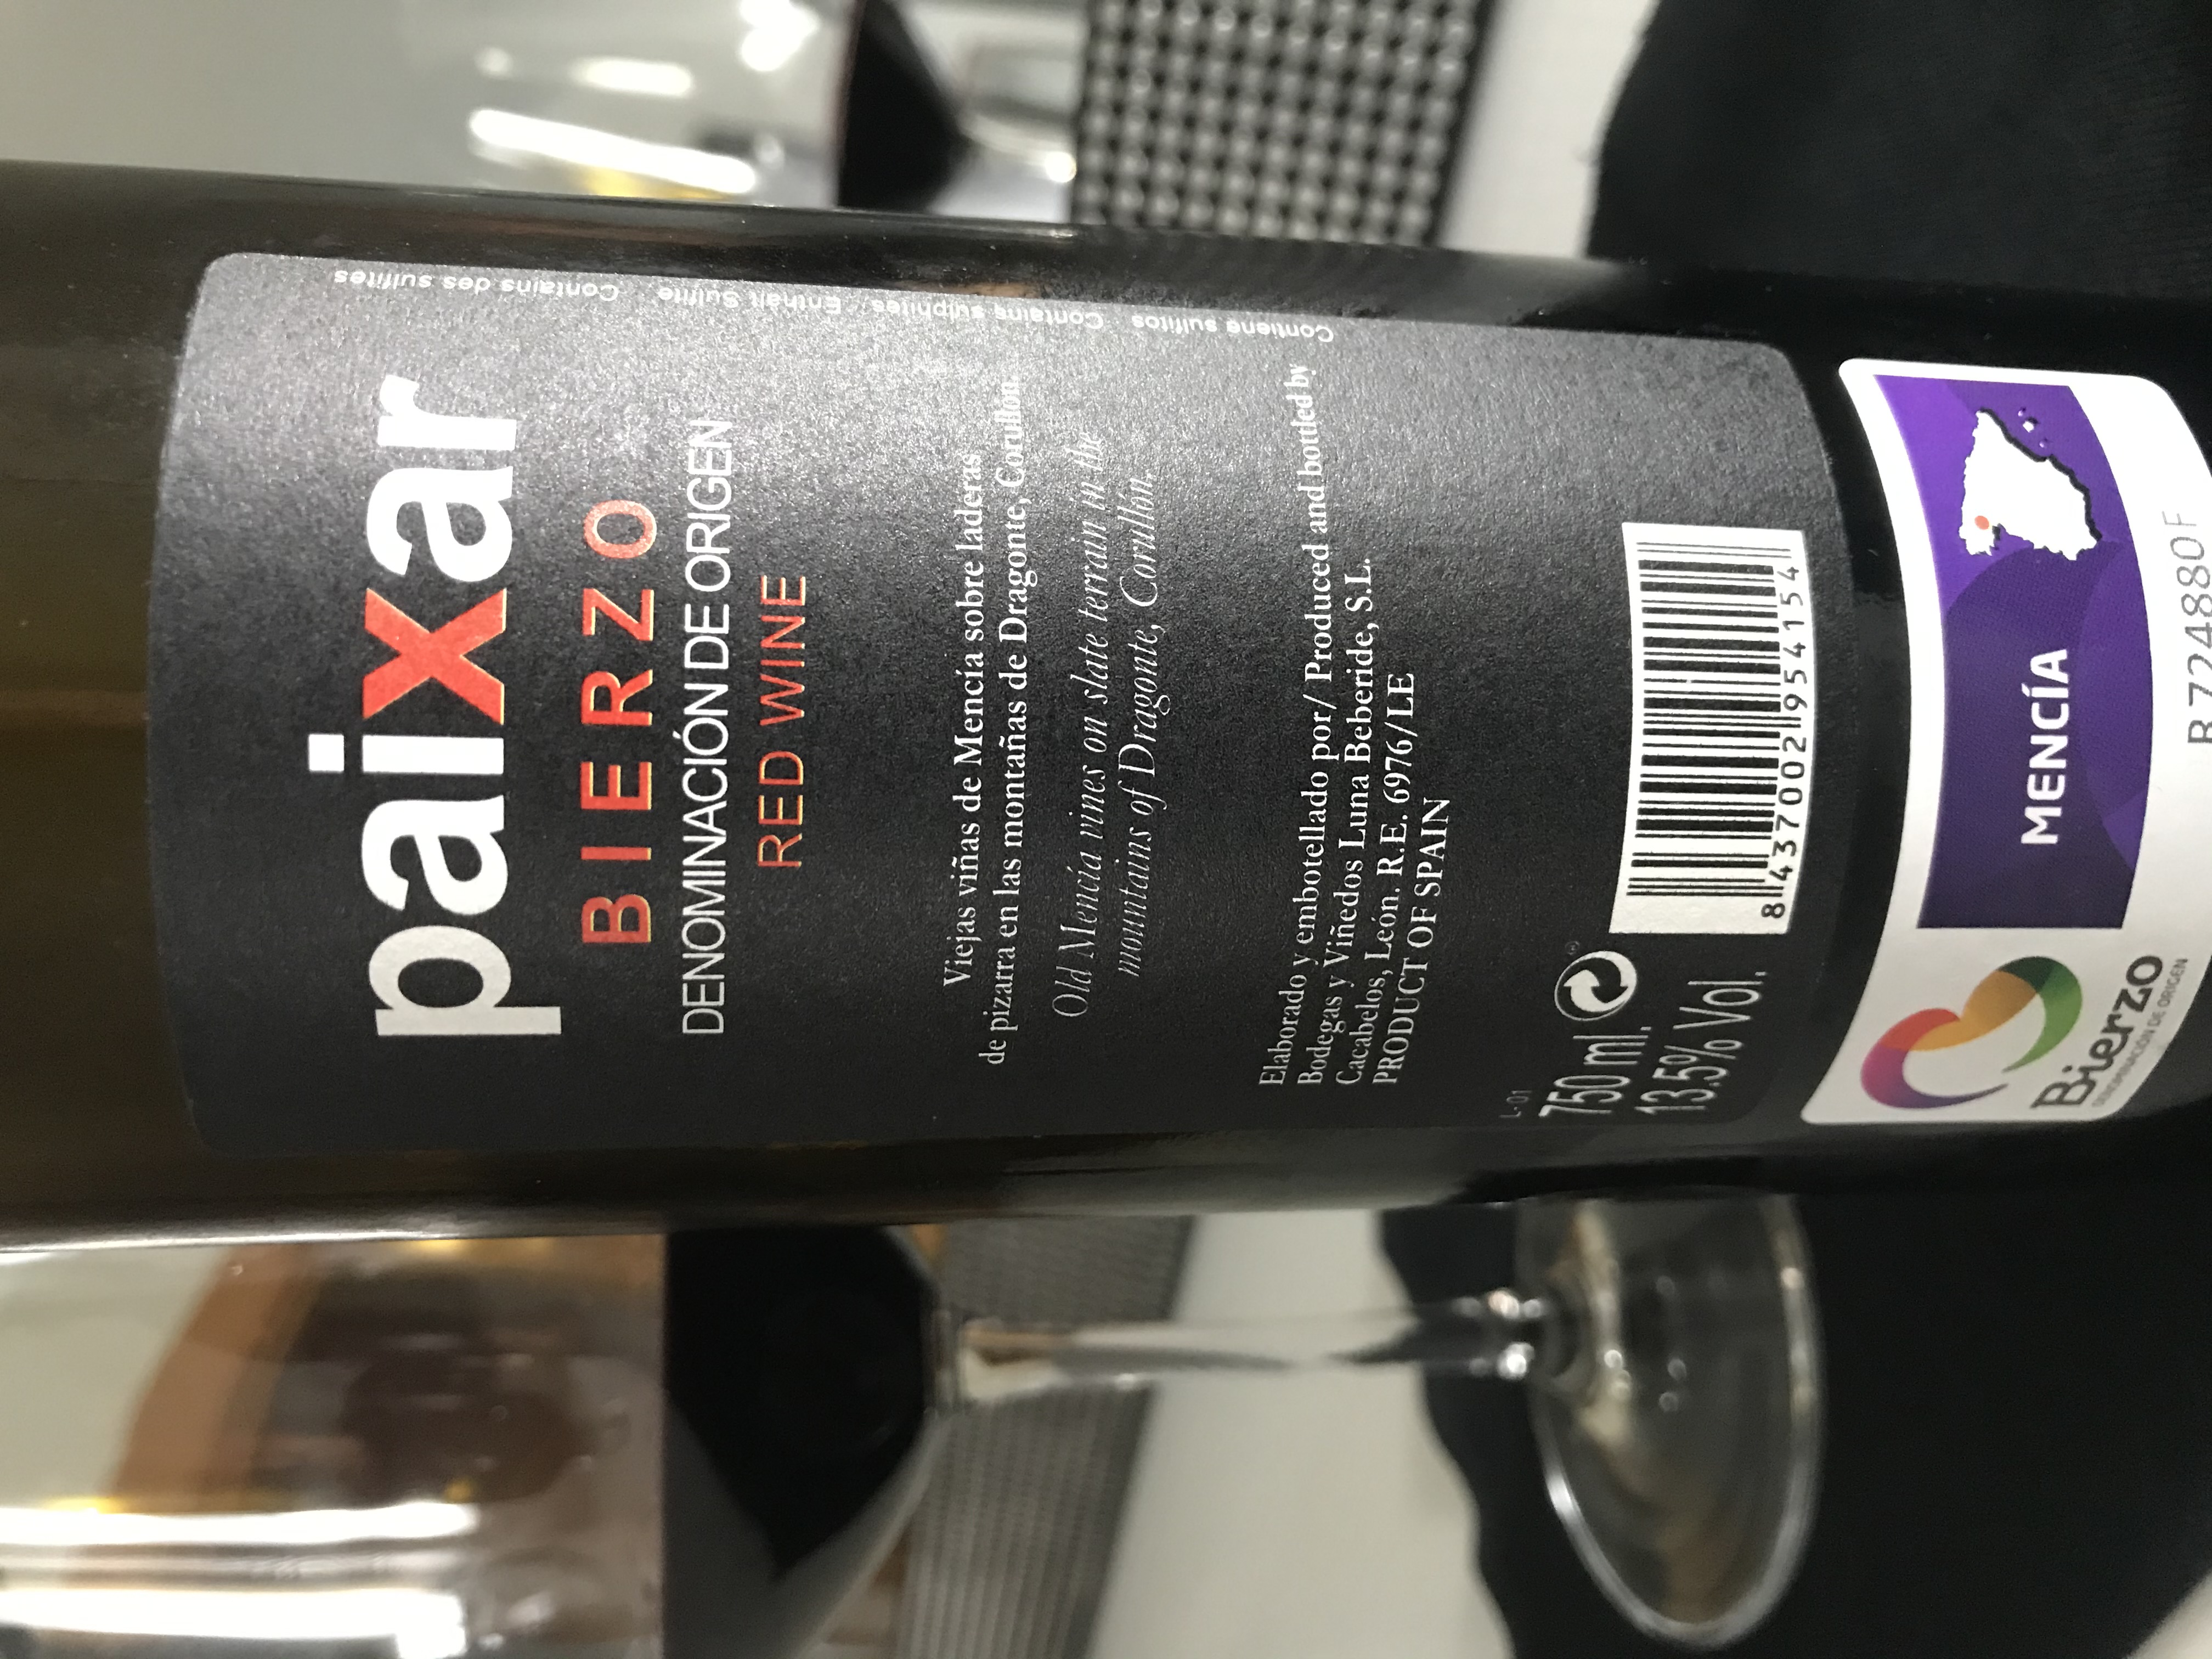 paixar
BIERZO
DENOMINACIÓN DE ORIGEN
RED WINE
Viejas viñas de Mencía sobre laderas
de pizarra en las montañas de Dragonte, Corullón.
Old Mencía vines on slate terrain in the
mountains of Dragonte, Corullón.
Elaborado y embotellado por/ Produced and bottled by
Bodegas y Viñedos Luna Beberide, S.L.
Cacabelos, León. R.E. 6976/LE
PRODUCT OF SPAIN
L-01
750 ml.
13.5% Vol.
8 437002 954154
Contiene sulfitos · Contains sulphites / Enthält Sulfite · Contains des sulfites
Bierzo
DENOMINACIÓN DE ORIGEN
MENCÍA
B 724880 F